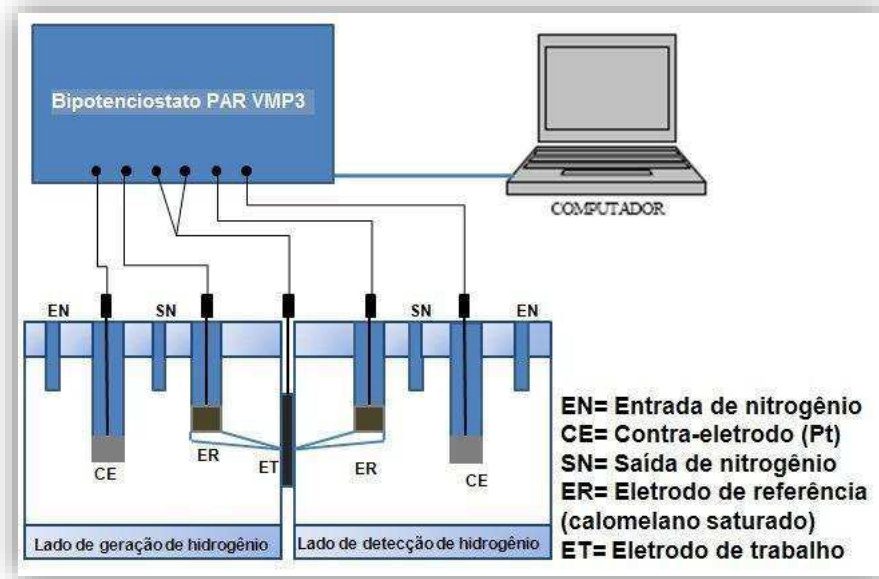 Bipotenciostato PAR VMP3
COMPUTADOR
EN
SN
SN
EN
CE
ER
ET
ER
CE
Lado de geração de hidrogênio
Lado de detecção de hidrogênio
EN= Entrada de nitrogênio
CE= Contra-eletrodo (Pt)
SN= Saída de nitrogênio
ER= Eletrodo de referência
(calomelano saturado)
ET= Eletrodo de trabalho